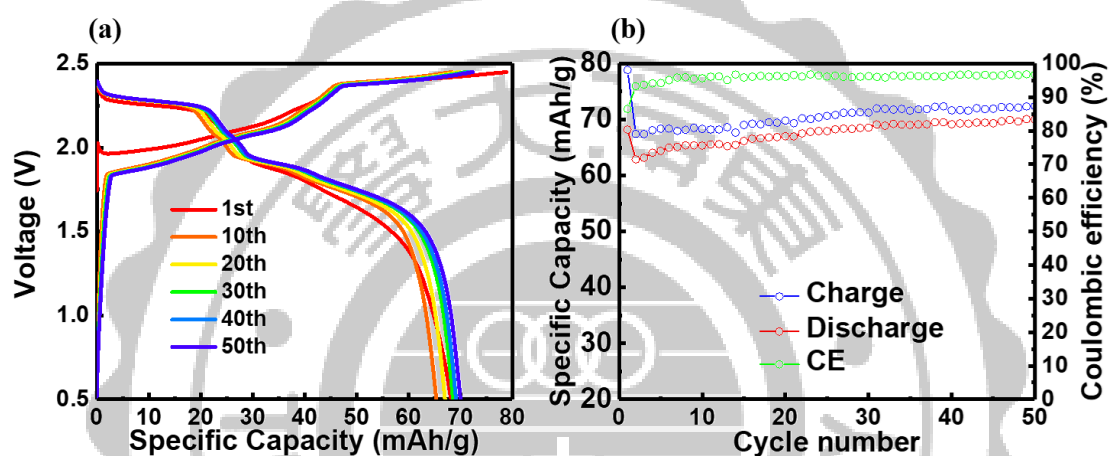 (a)
(b)
2.5
2.0
1.5
1.0
0.5
Voltage (V)
1st
10th
20th
30th
40th
50th
0 10 20 30 40 50 60 70 80
Specific Capacity (mAh/g)
80
70
60
50
40
30
20
Specific Capacity (mAh/g)
Charge
Discharge
CE
100
90
80
70
60
50
40
30
20
10
0
Coulombic efficiency (%)
0 10 20 30 40 50
Cycle number